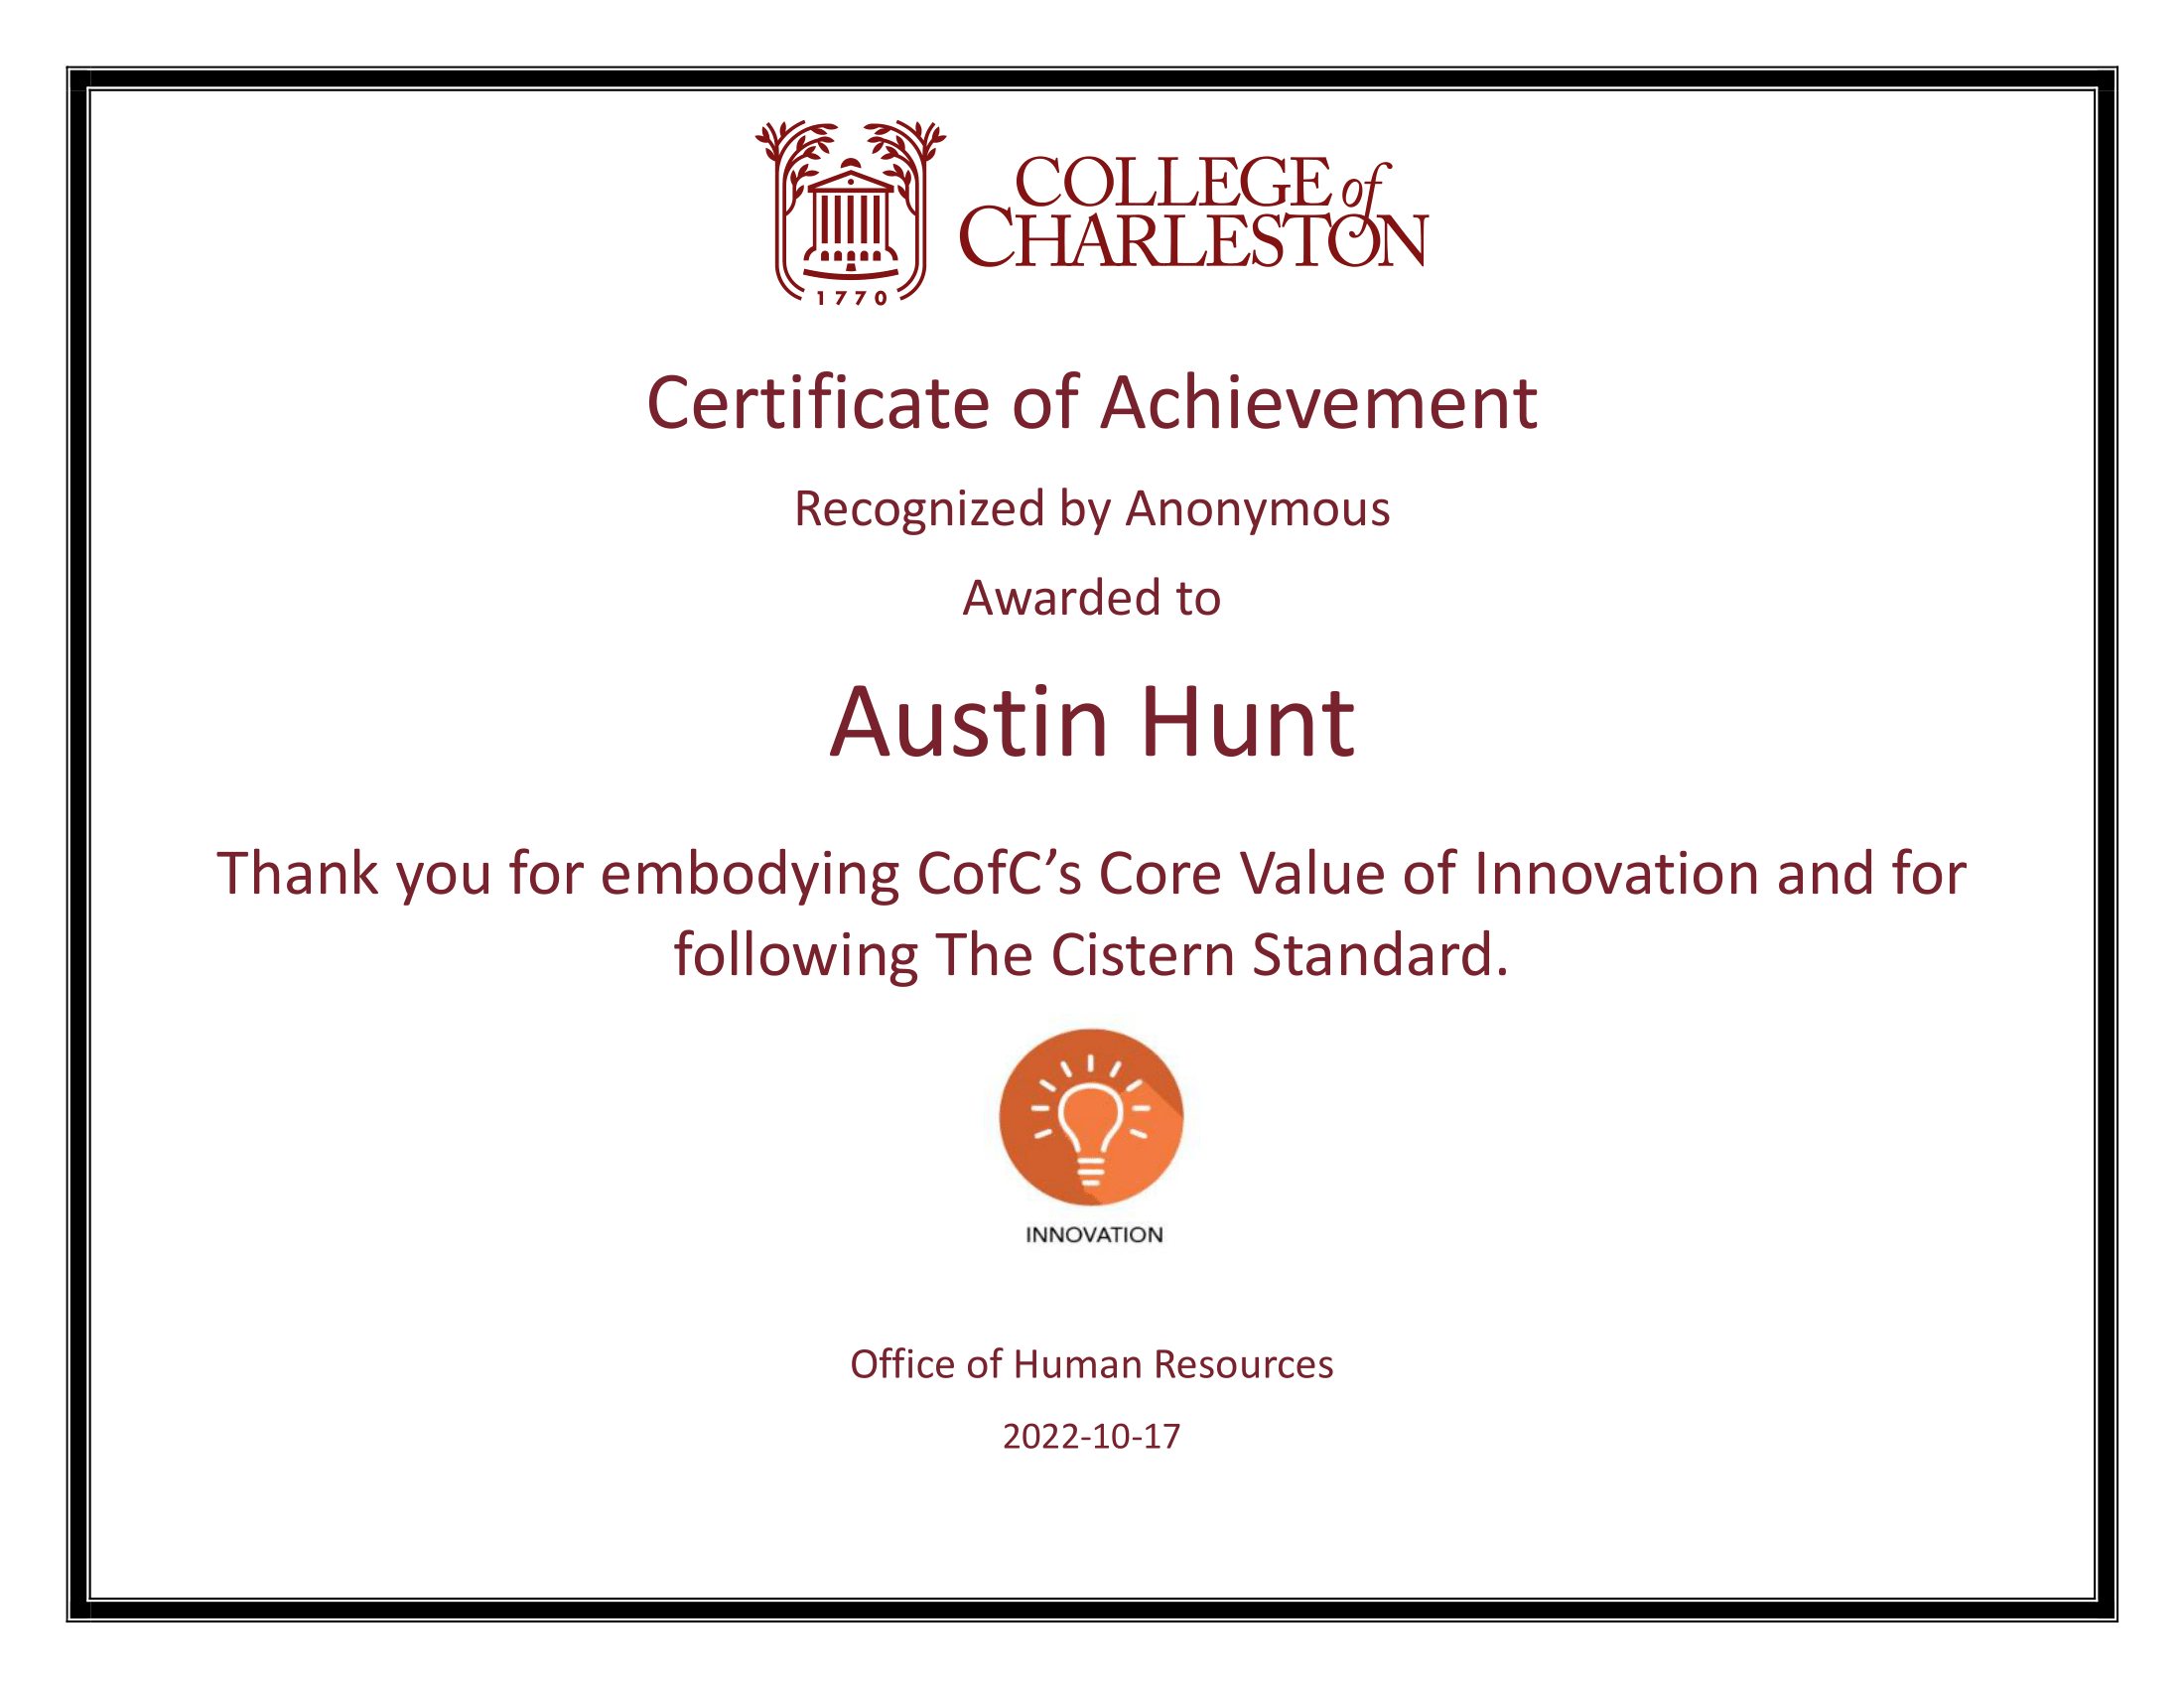 COLLEGE of
CHARLESTON
1770
Certificate of Achievement
Recognized by Anonymous
Awarded to
Austin Hunt
Thank you for embodying CofC’s Core Value of Innovation and for
following The Cistern Standard.
INNOVATION
Office of Human Resources
2022-10-17